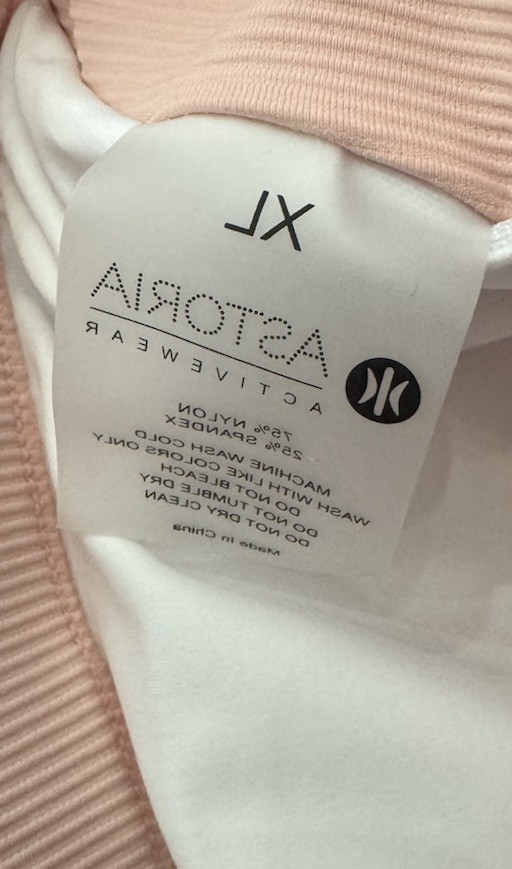 XL
ASTORIA
ACTIVEWEAR
75% NYLON
25% SPANDEX
MACHINE WASH COLD
WASH WITH LIKE COLORS ONLY
DO NOT BLEACH
DO NOT TUMBLE DRY
DO NOT DRY CLEAN
Made in China